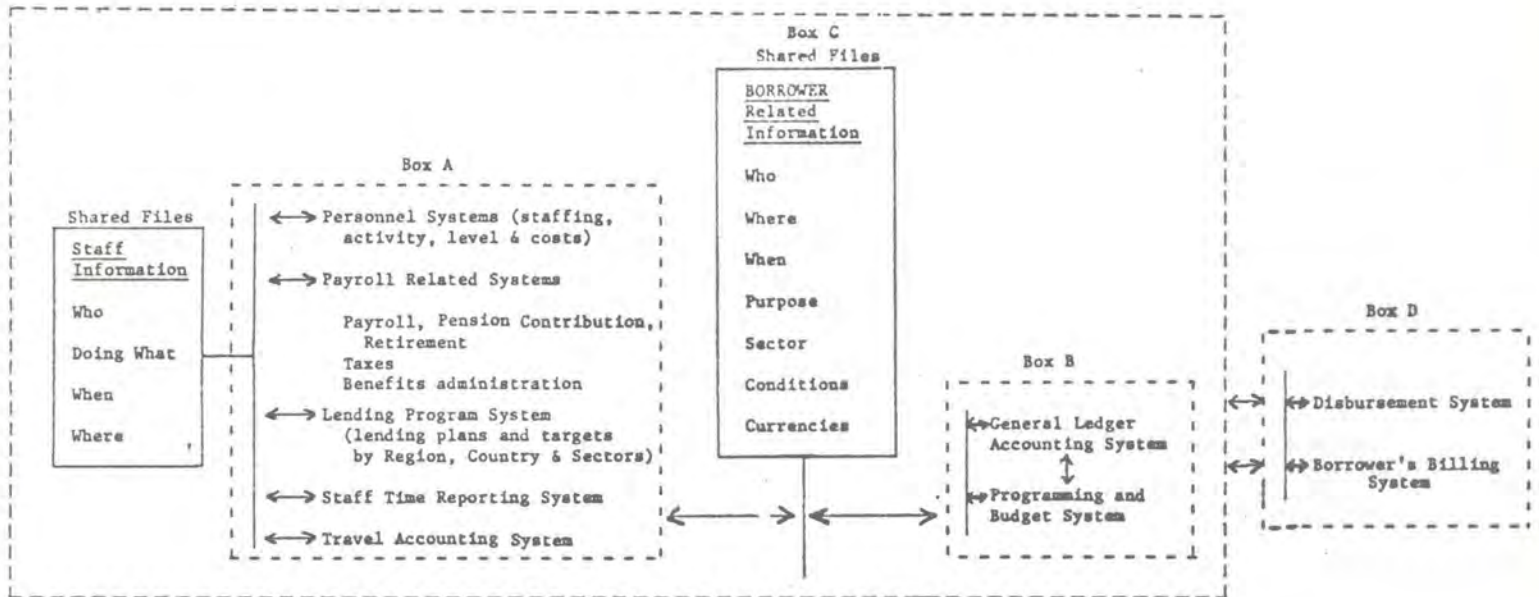 Box C
Shared Files
BORROWER
Related
Information
Who
Where
When
Purpose
Sector
Conditions
Currencies
Box A
Shared Files
Staff
Information
Who
Doing What
When
Where
Personnel Systems (staffing,
activity, level & costs)
Payroll Related Systems
Payroll, Pension Contribution,
Retirement
Taxes
Benefits administration
Lending Program System
(lending plans and targets
by Region, Country & Sectors)
Staff Time Reporting System
Travel Accounting System
Box B
General Ledger
Accounting System
Programming and
Budget System
Box D
Disbursement System
Borrower's Billing
System